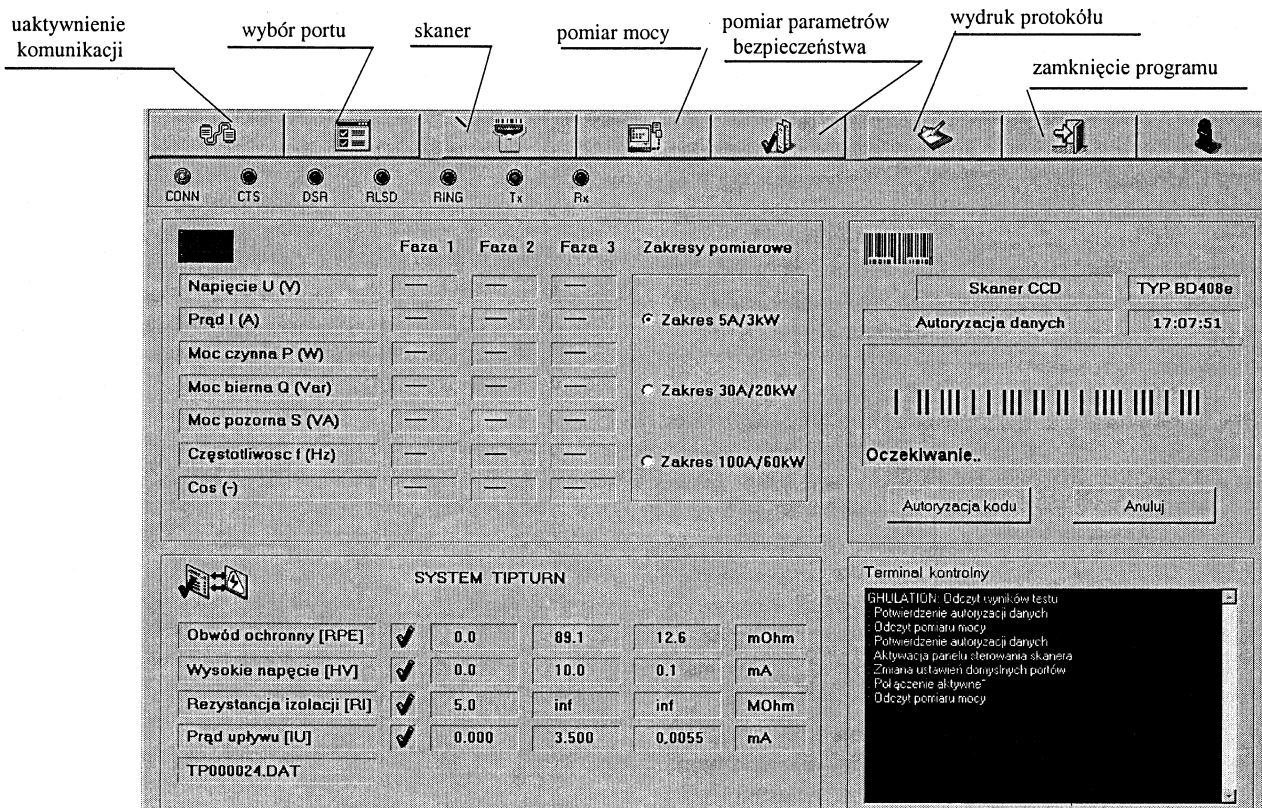 uaktywnienie komunikacji
wybór portu
skaner
pomiar mocy
pomiar parametrów bezpieczeństwa
wydruk protokółu
zamknięcie programu
CONN CTS DSR RLSD RING Tx Rx
Faza 1 Faza 2 Faza 3 Zakresy pomiarowe
Napięcie U (V) — — —
Prąd I (A) — — —
Moc czynna P (W) — — —
Moc bierna Q (Var) — — —
Moc pozorna S (VA) — — —
Częstotliwosc f (Hz) — — —
Cos (-) — — —
Zakres 5A/3kW
Zakres 30A/20kW
Zakres 100A/60kW
Skaner CCD TYP BD408e
Autoryzacja danych 17:07:51
Oczekiwanie..
Autoryzacja kodu Anuluj
SYSTEM TIPTURN
Obwód ochronny [RPE] 0.0 89.1 12.6 mOhm
Wysokie napęcie [HV] 0.0 10.0 0.1 mA
Rezystancja izolacji [RI] 5.0 inf inf MOhm
Prąd upływu [IU] 0.000 3.500 0,0055 mA
TP000024.DAT
Terminal kontrolny
GHULATION: Odczyt wyników testu
: Potwierdzenie autoryzacji danych
: Odczyt pomiaru mocy
: Potwierdzenie autoryzacji danych
: Aktywacja panelu sterowania skanera
: Zmiana ustawień domyslnych portów
: Połączenie aktywne"
: Odczyt pomiaru mocy